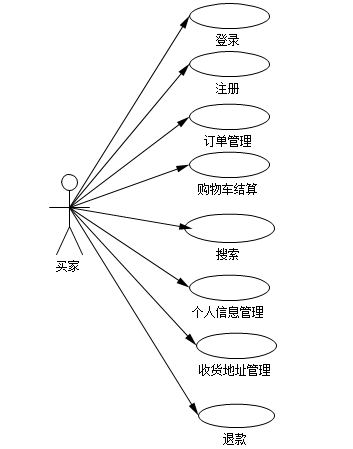 登录
注册
订单管理
购物车结算
买家
搜索
个人信息管理
收货地址管理
退款